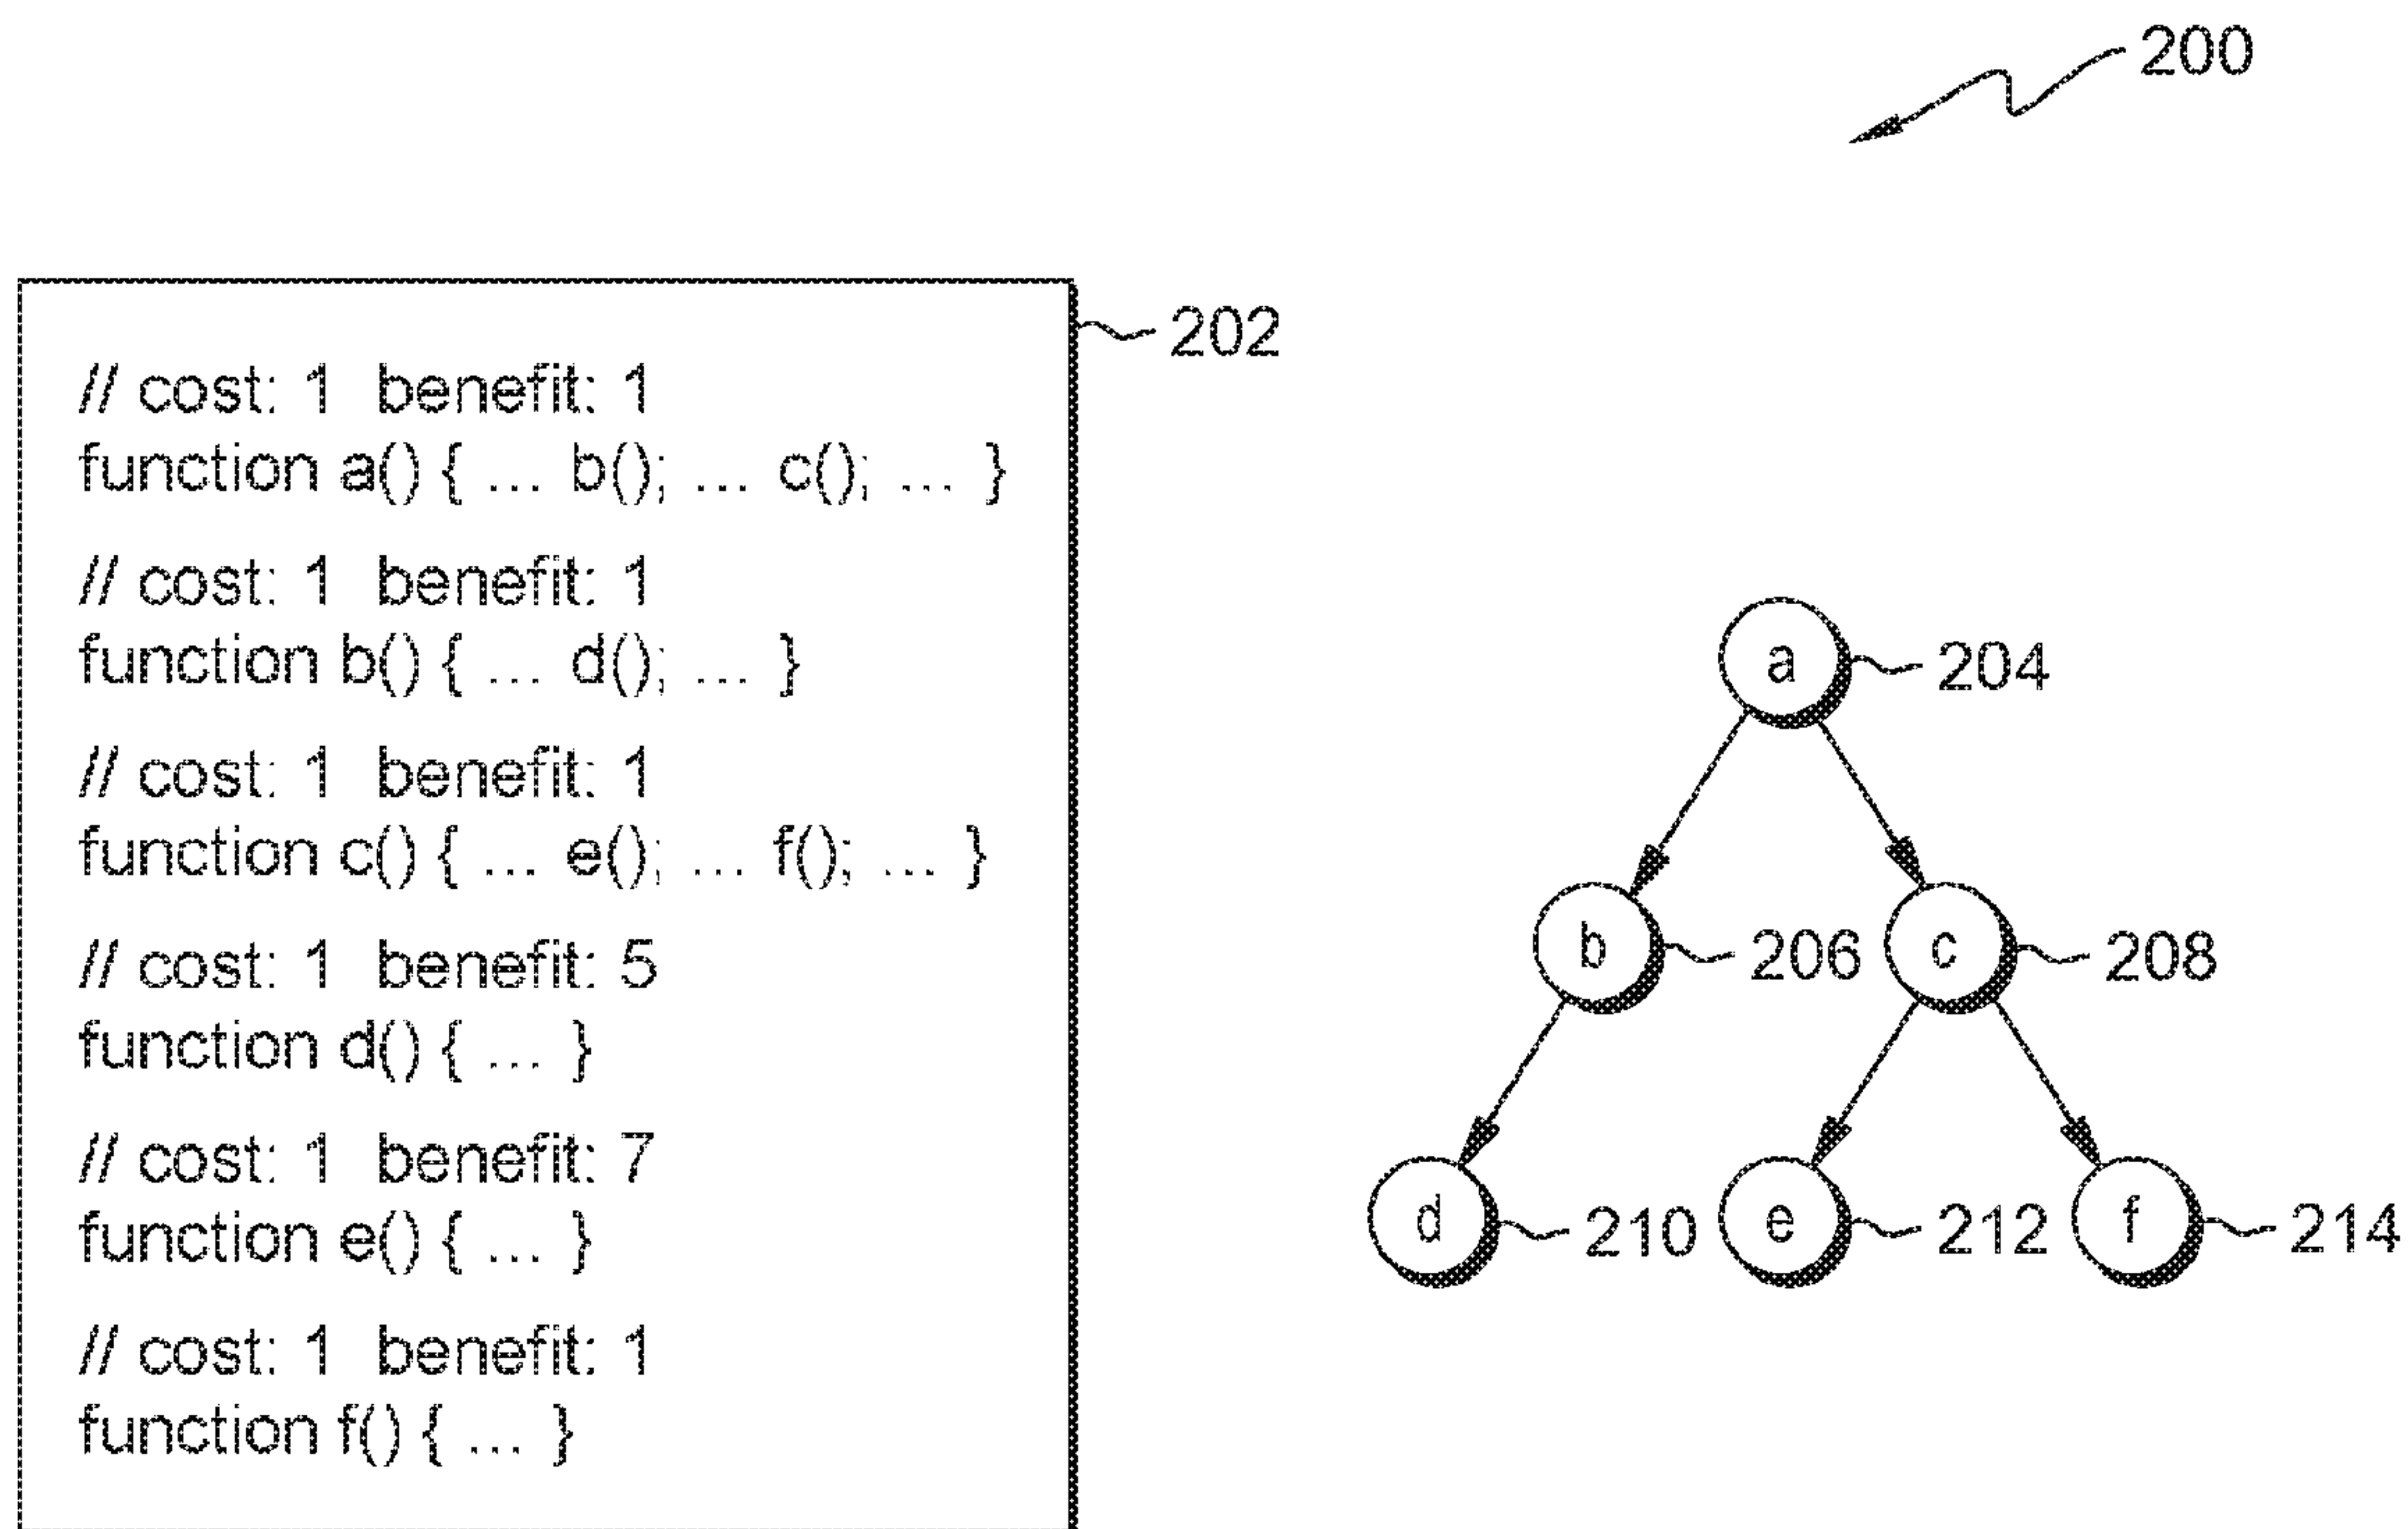 200
202
// cost: 1 benefit: 1
function a() { ... b(); ... c(); ... }
// cost: 1 benefit: 1
function b() { ... d(); ... }
// cost: 1 benefit: 1
function c() { ... e(); ... f(); ... }
// cost: 1 benefit: 5
function d() { ... }
// cost: 1 benefit: 7
function e() { ... }
// cost: 1 benefit: 1
function f() { ... }
a 204
b 206 c 208
d 210 e 212 f 214